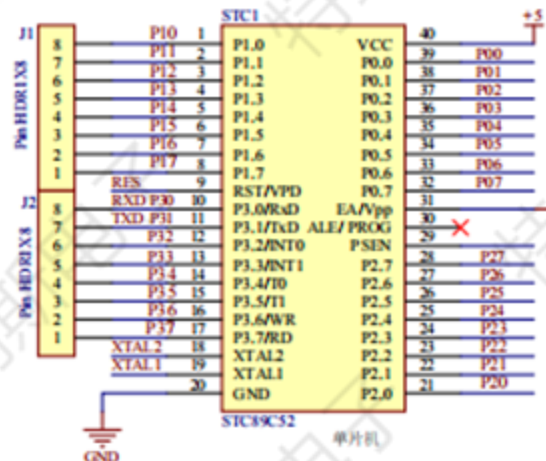 STC1
+5
J1
Pin HDR1X8
8
7
6
5
4
3
2
1
J2
Pin HDR1X8
8
7
6
5
4
3
2
1
P10 1 P1.0 VCC 40
P11 2 P1.1 P0.0 39 P00
P12 3 P1.2 P0.1 38 P01
P13 4 P1.3 P0.2 37 P02
P14 5 P1.4 P0.3 36 P03
P15 6 P1.5 P0.4 35 P04
P16 7 P1.6 P0.5 34 P05
P17 8 P1.7 P0.6 33 P06
RES 9 RST/VPD P0.7 32 P07
RXD P30 10 P3.0/RxD EA/Vpp 31
TXD P31 11 P3.1/TxD ALE/PROG 30
P32 12 P3.2/INT0 PSEN 29
P33 13 P3.3/INT1 P2.7 28 P27
P34 14 P3.4/T0 P2.6 27 P26
P35 15 P3.5/T1 P2.5 26 P25
P36 16 P3.6/WR P2.4 25 P24
P37 17 P3.7/RD P2.3 24 P23
XTAL2 18 XTAL2 P2.2 23 P22
XTAL1 19 XTAL1 P2.1 22 P21
20 GND P2.0 21 P20
STC89C52
单片机
GND